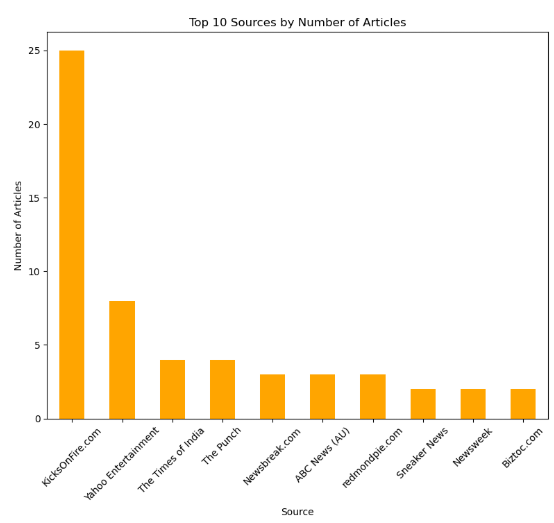 Top 10 Sources by Number of Articles
Number of Articles
25
20
15
10
5
0
KicksOnFire.com
Yahoo Entertainment
The Times of India
The Punch
Newsbreak.com
ABC News (AU)
redmondpie.com
Sneaker News
Newsweek
Biztoc.com
Source